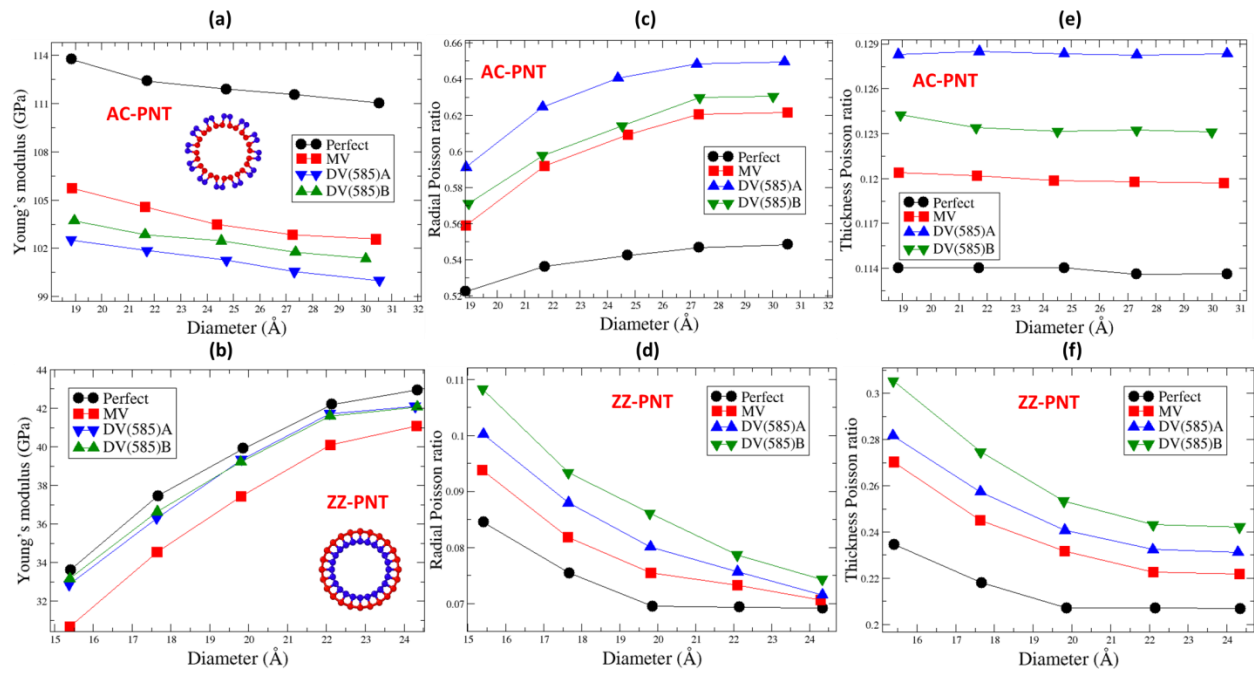 (a)
114
111
108
105
102
99
Young's modulus (GPa)
AC-PNT
Perfect
MV
DV(585)A
DV(585)B
19 20 21 22 23 24 25 26 27 28 29 30 31 32
Diameter (Å)
(c)
0.66
0.64
0.62
0.6
0.58
0.56
0.54
0.52
Radial Poisson ratio
AC-PNT
Perfect
MV
DV(585)A
DV(585)B
19 20 21 22 23 24 25 26 27 28 29 30 31 32
Diameter (Å)
(e)
0.129
0.126
0.123
0.12
0.117
0.114
Thickness Poisson ratio
AC-PNT
Perfect
MV
DV(585)A
DV(585)B
19 20 21 22 23 24 25 26 27 28 29 30 31
Diameter (Å)
(b)
44
42
40
38
36
34
32
Young's modulus (GPa)
Perfect
MV
DV(585)A
DV(585)B
ZZ-PNT
15 16 17 18 19 20 21 22 23 24
Diameter (Å)
(d)
0.11
0.1
0.09
0.08
0.07
Radial Poisson ratio
ZZ-PNT
Perfect
MV
DV(585)A
DV(585)B
15 16 17 18 19 20 21 22 23 24
Diameter (Å)
(f)
0.3
0.28
0.26
0.24
0.22
0.2
Thickness Poisson ratio
ZZ-PNT
Perfect
MV
DV(585)A
DV(585)B
16 17 18 19 20 21 22 23 24
Diameter (Å)